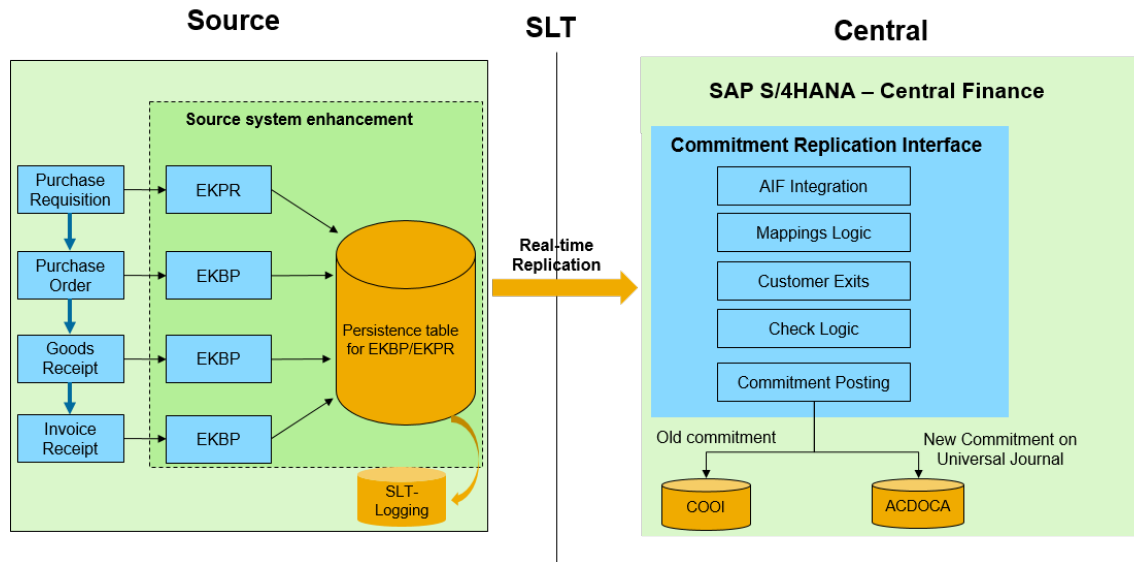 Source
SLT
Central
Source system enhancement
Purchase
Requisition
EKPR
Purchase
Order
EKBP
Goods
Receipt
EKBP
Invoice
Receipt
EKBP
Persistence table
for EKBP/EKPR
SLT-
Logging
Real-time
Replication
SAP S/4HANA – Central Finance
Commitment Replication Interface
AIF Integration
Mappings Logic
Customer Exits
Check Logic
Commitment Posting
Old commitment
New Commitment on
Universal Journal
COOI
ACDOCA